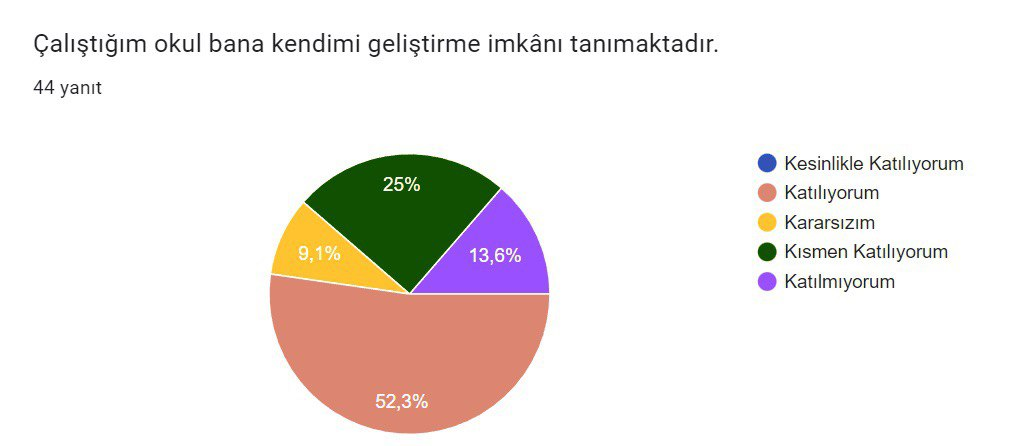 Çalıştığım okul bana kendimi geliştirme imkânı tanımaktadır.
44 yanıt
25%
9,1%
13,6%
52,3%
Kesinlikle Katılıyorum
Katılıyorum
Kararsızım
Kısmen Katılıyorum
Katılmıyorum